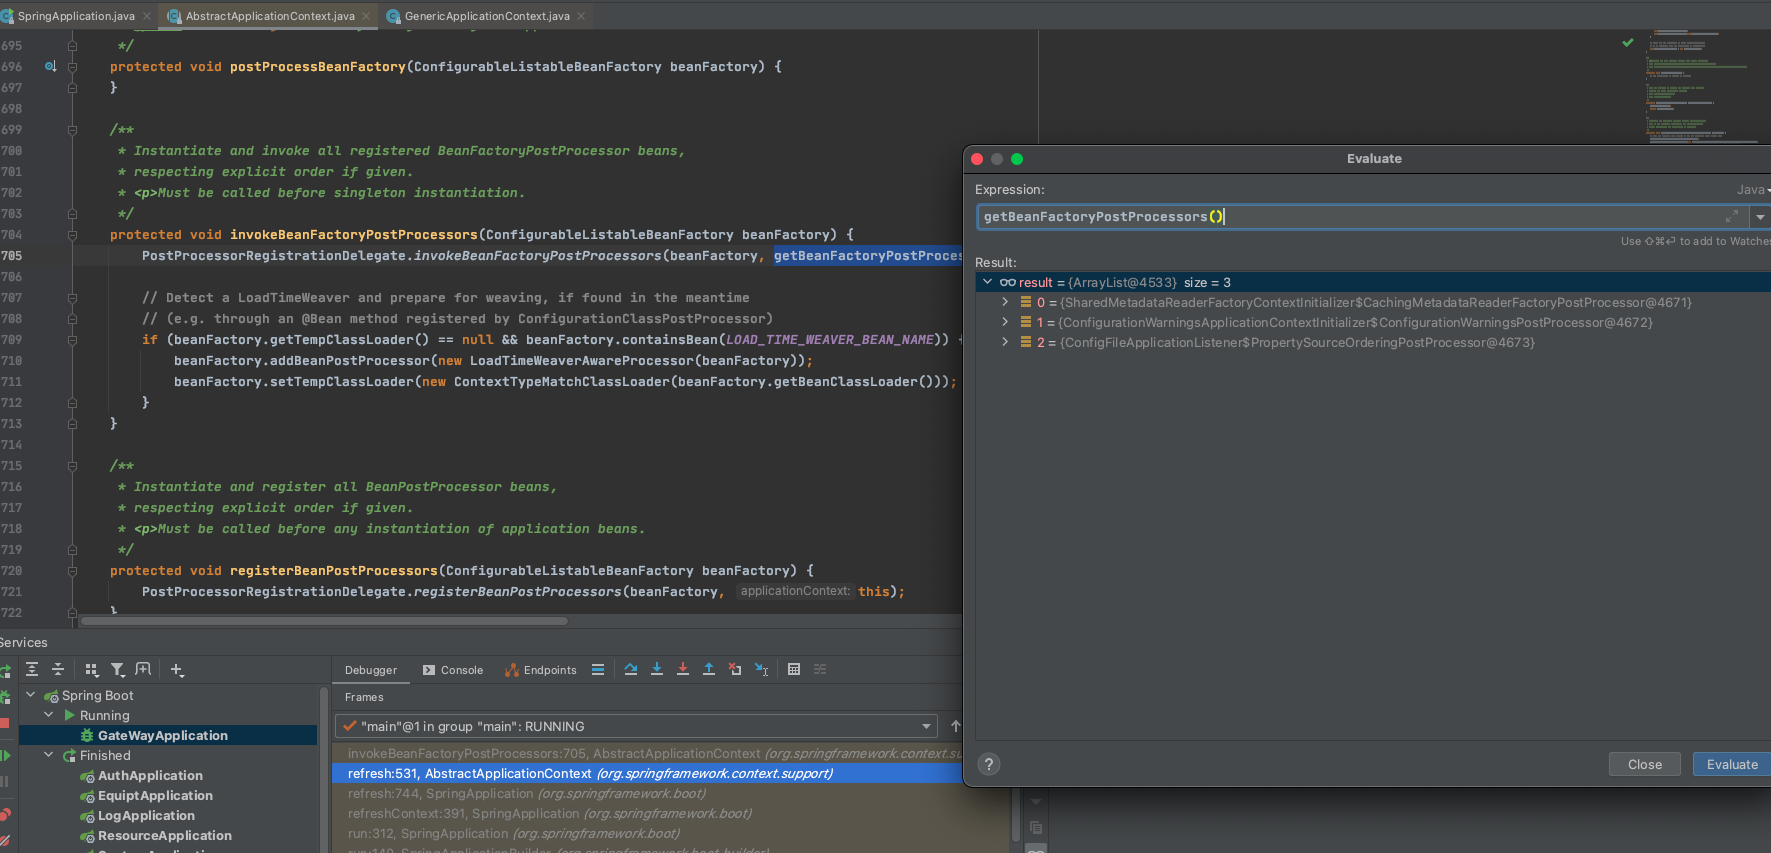 SpringApplication.java
AbstractApplicationContext.java
GenericApplicationContext.java
695 */
696 protected void postProcessBeanFactory(ConfigurableListableBeanFactory beanFactory) {
697 }
698
699 /**
700 * Instantiate and invoke all registered BeanFactoryPostProcessor beans,
701 * respecting explicit order if given.
702 * <p>Must be called before singleton instantiation.
703 */
704 protected void invokeBeanFactoryPostProcessors(ConfigurableListableBeanFactory beanFactory) {
705 PostProcessorRegistrationDelegate.invokeBeanFactoryPostProcessors(beanFactory, getBeanFactoryPostProces
706
707 // Detect a LoadTimeWeaver and prepare for weaving, if found in the meantime
708 // (e.g. through an @Bean method registered by ConfigurationClassPostProcessor)
709 if (beanFactory.getTempClassLoader() == null && beanFactory.containsBean(LOAD_TIME_WEAVER_BEAN_NAME)) {
710 beanFactory.addBeanPostProcessor(new LoadTimeWeaverAwareProcessor(beanFactory));
711 beanFactory.setTempClassLoader(new ContextTypeMatchClassLoader(beanFactory.getBeanClassLoader()));
712 }
713 }
714
715 /**
716 * Instantiate and register all BeanPostProcessor beans,
717 * respecting explicit order if given.
718 * <p>Must be called before any instantiation of application beans.
719 */
720 protected void registerBeanPostProcessors(ConfigurableListableBeanFactory beanFactory) {
721 PostProcessorRegistrationDelegate.registerBeanPostProcessors(beanFactory, applicationContext: this);
722 }
Evaluate
Expression:
Java
getBeanFactoryPostProcessors()
Use ⇧⌘⏎ to add to Watches
Result:
result = {ArrayList@4533} size = 3
0 = {SharedMetadataReaderFactoryContextInitializer$CachingMetadataReaderFactoryPostProcessor@4671}
1 = {ConfigurationWarningsApplicationContextInitializer$ConfigurationWarningsPostProcessor@4672}
2 = {ConfigFileApplicationListener$PropertySourceOrderingPostProcessor@4673}
?
Close
Evaluate
Services
Spring Boot
Running
GateWayApplication
Finished
AuthApplication
EquiptApplication
LogApplication
ResourceApplication
Debugger
Console
Endpoints
Frames
"main"@1 in group "main": RUNNING
invokeBeanFactoryPostProcessors:705, AbstractApplicationContext (org.springframework.context.su
refresh:531, AbstractApplicationContext (org.springframework.context.support)
refresh:744, SpringApplication (org.springframework.boot)
refreshContext:391, SpringApplication (org.springframework.boot)
run:312, SpringApplication (org.springframework.boot)
run:140, SpringApplicationBuilder (org.springframework.boot.builder)